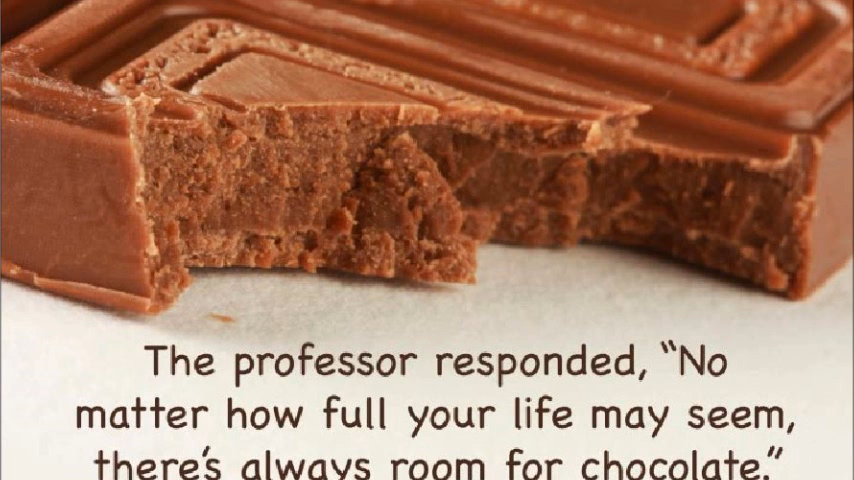 The professor responded, “No
matter how full your life may seem,
there’s always room for chocolate.”